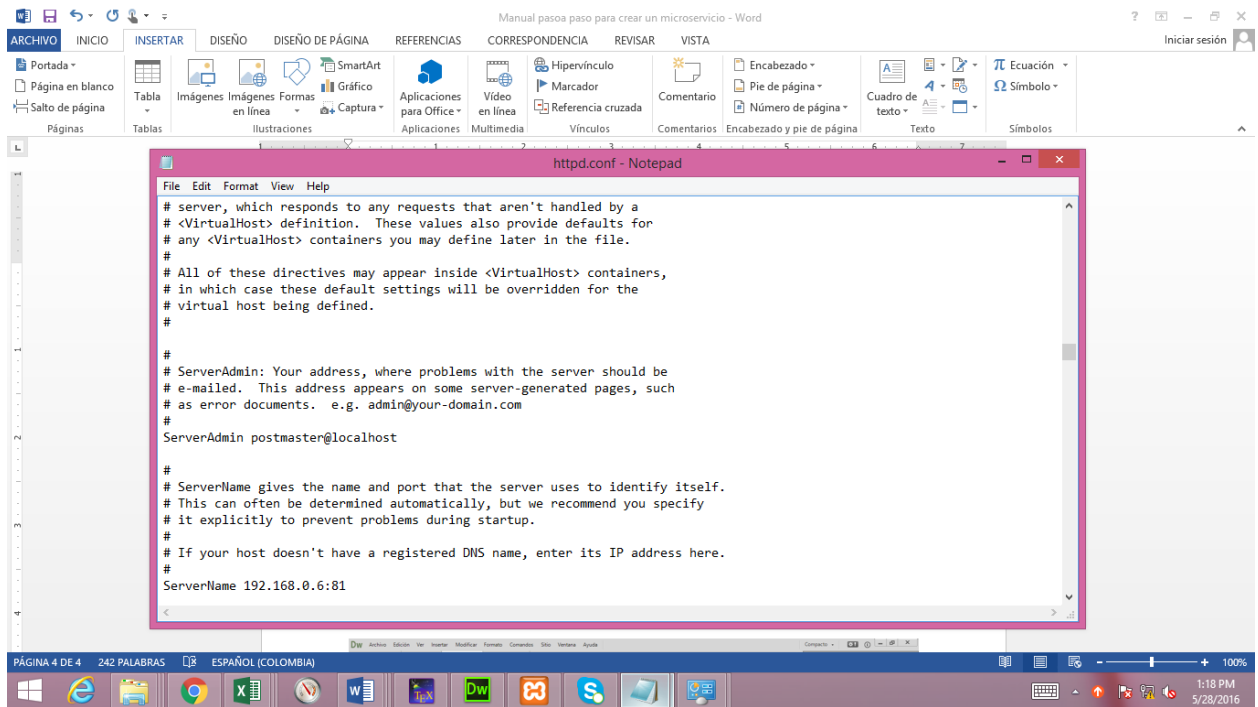 Manual pasoa paso para crear un microservicio - Word
ARCHIVO INICIO INSERTAR DISEÑO DISEÑO DE PÁGINA REFERENCIAS CORRESPONDENCIA REVISAR VISTA Iniciar sesión
Portada
Página en blanco
Salto de página
Páginas
Tabla
Tablas
Imágenes
Imágenes en línea
Formas
SmartArt
Gráfico
Captura
Ilustraciones
Aplicaciones para Office
Aplicaciones
Vídeo en línea
Multimedia
Hipervínculo
Marcador
Referencia cruzada
Vínculos
Comentario
Comentarios
Encabezado
Pie de página
Número de página
Encabezado y pie de página
Cuadro de texto
Texto
π Ecuación
Ω Símbolo
Símbolos
httpd.conf - Notepad
File Edit Format View Help
# server, which responds to any requests that aren't handled by a
# <VirtualHost> definition.  These values also provide defaults for
# any <VirtualHost> containers you may define later in the file.
#
# All of these directives may appear inside <VirtualHost> containers,
# in which case these default settings will be overridden for the
# virtual host being defined.
#
#
# ServerAdmin: Your address, where problems with the server should be
# e-mailed.  This address appears on some server-generated pages, such
# as error documents.  e.g. admin@your-domain.com
#
ServerAdmin postmaster@localhost
#
# ServerName gives the name and port that the server uses to identify itself.
# This can often be determined automatically, but we recommend you specify
# it explicitly to prevent problems during startup.
#
# If your host doesn't have a registered DNS name, enter its IP address here.
#
ServerName 192.168.0.6:81
Dw Archivo Edición Ver Insertar Modificar Formato Comandos Sitio Ventana Ayuda Compacto
PÁGINA 4 DE 4 242 PALABRAS ESPAÑOL (COLOMBIA) 100%
1:18 PM
5/28/2016